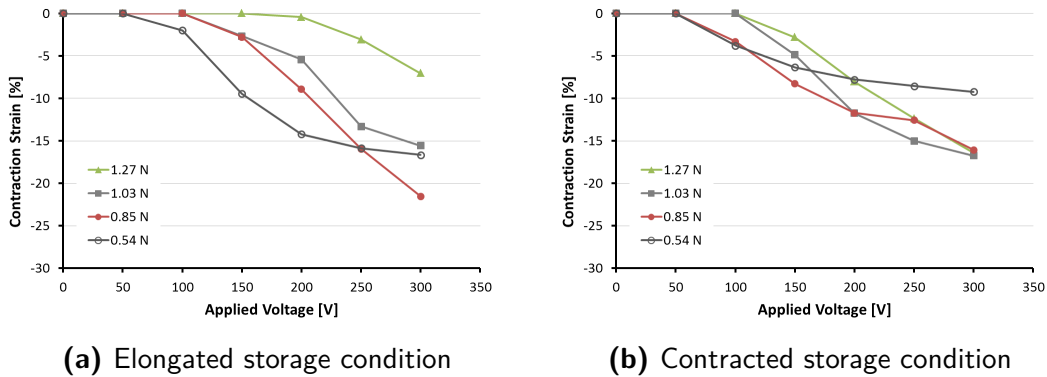 0
-5
-10
-15
-20
-25
-30
Contraction Strain [%]
1.27 N
1.03 N
0.85 N
0.54 N
0 50 100 150 200 250 300 350
Applied Voltage [V]
(a) Elongated storage condition
0
-5
-10
-15
-20
-25
-30
Contraction Strain [%]
1.27 N
1.03 N
0.85 N
0.54 N
0 50 100 150 200 250 300 350
Applied Voltage [V]
(b) Contracted storage condition